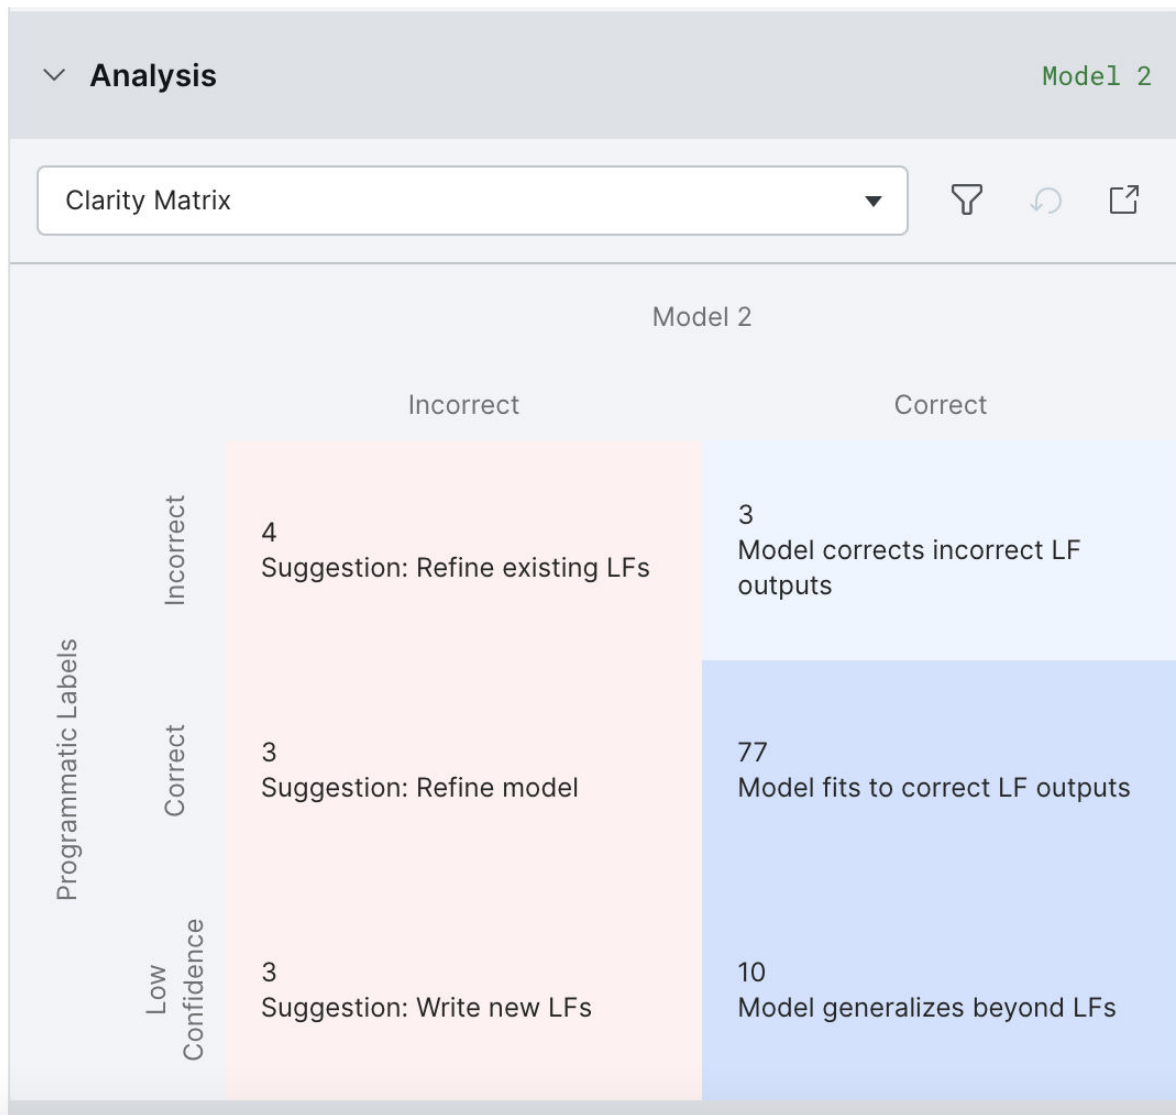 Analysis
Model 2
Clarity Matrix
Model 2
Incorrect
Correct
Programmatic Labels
Incorrect
4
Suggestion: Refine existing LFs
3
Model corrects incorrect LF
outputs
Correct
3
Suggestion: Refine model
77
Model fits to correct LF outputs
Low
Confidence
3
Suggestion: Write new LFs
10
Model generalizes beyond LFs